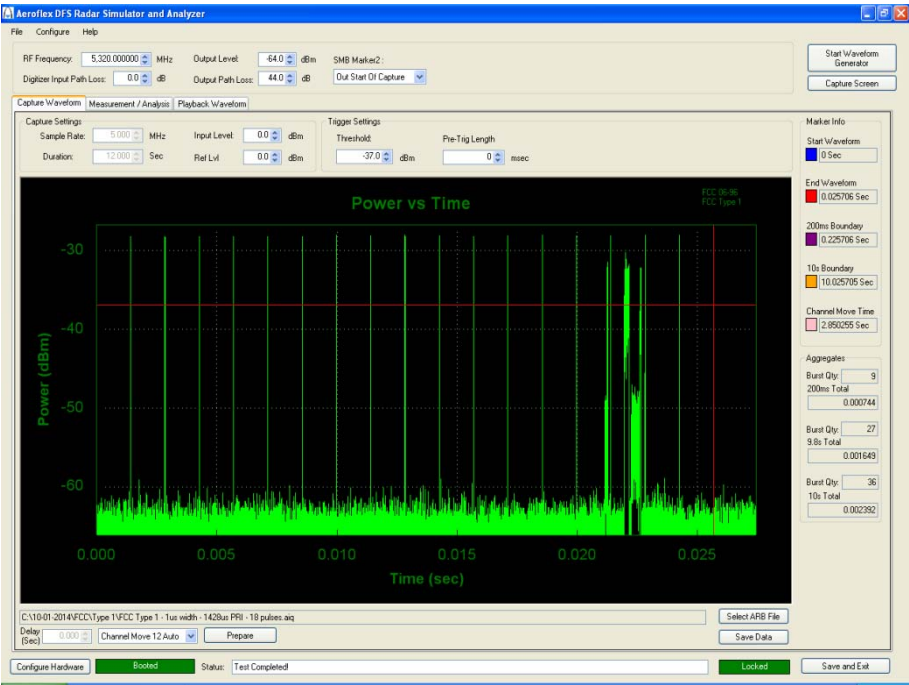 Aeroflex DFS Radar Simulator and Analyzer
File Configure Help
RF Frequency: 5,320.000000 MHz Output Level: -64.0 dBm SMB Marker2 : Start Waveform Generator
Digitizer Input Path Loss: 0.0 dB Output Path Loss: 44.0 dB Out Start Of Capture Capture Screen
Capture Waveform Measurement / Analysis Playback Waveform
Capture Settings Trigger Settings Marker Info
Sample Rate: 5.000 MHz Input Level: 0.0 dBm Threshold: Pre-Trig Length
Duration: 12.000 Sec Ref Lvl 0.0 dBm -37.0 dBm 0 msec
Start Waveform
0 Sec
End Waveform
0.025706 Sec
200ms Boundary
0.225706 Sec
10s Boundary
10.025705 Sec
Channel Move Time
2.850255 Sec
Aggregates
Burst Qty: 9
200ms Total
0.000744
Burst Qty: 27
9.8s Total
0.001649
Burst Qty: 36
10s Total
0.002392
Power vs Time
FCC 06-96
FCC Type 1
Power (dBm)
-30
-40
-50
-60
0.000 0.005 0.010 0.015 0.020 0.025
Time (sec)
C:\10-01-2014\FCC\Type 1\FCC Type 1 - 1us width - 1428us PRI - 18 pulses.aiq Select ARB File
Delay (Sec) 0.000 Channel Move 12 Auto Prepare Save Data
Configure Hardware Booted Status: Test Completed! Locked Save and Exit